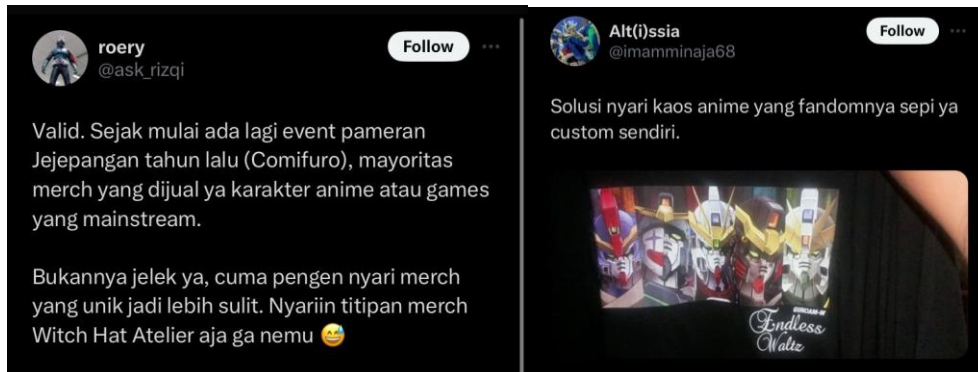 roery
Follow
@ask_rizqi
Valid. Sejak mulai ada lagi event pameran
Jejepangan tahun lalu (Comifuro), mayoritas
merch yang dijual ya karakter anime atau games
yang mainstream.
Bukannya jelek ya, cuma pengen nyari merch
yang unik jadi lebih sulit. Nyariin titipan merch
Witch Hat Atelier aja ga nemu 😅
Alt(i)ssia
Follow
@imamminaja68
Solusi nyari kaos anime yang fandomnya sepi ya
custom sendiri.
GUNDAM-W
Endless
Waltz